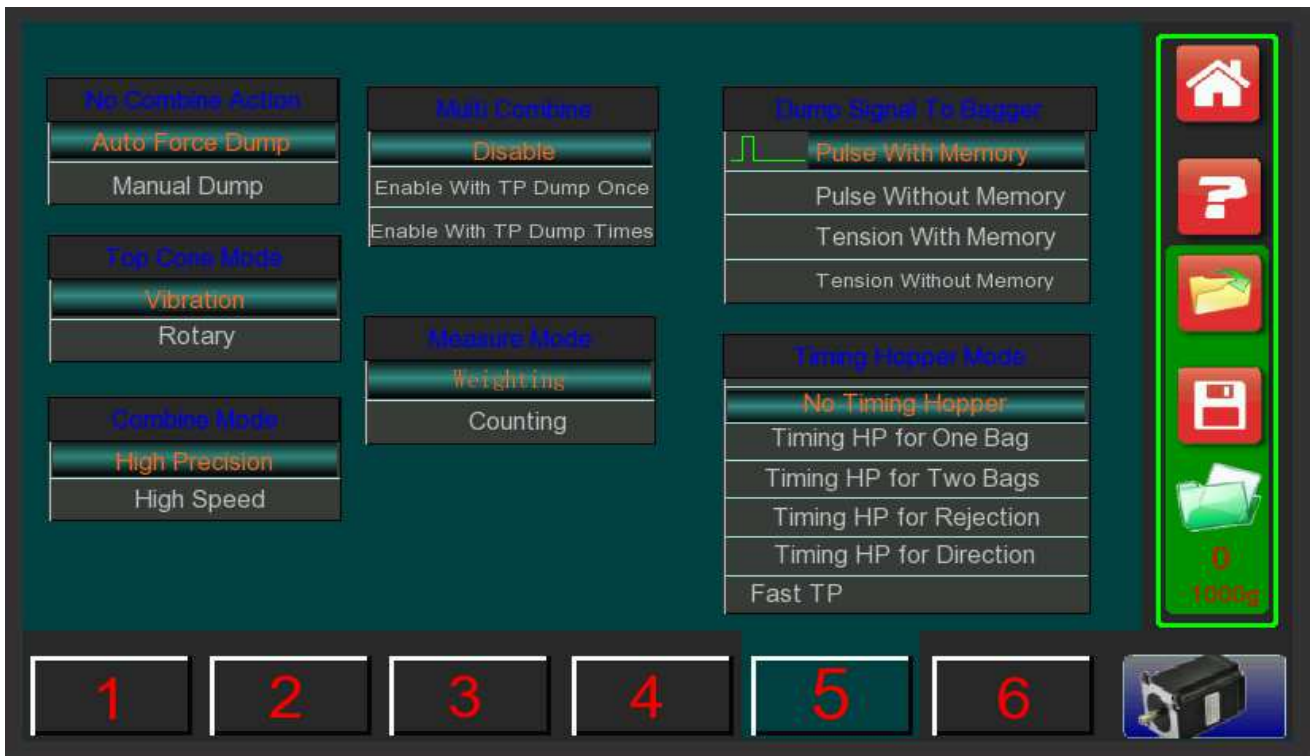 No Combine Action
Auto Force Dump
Manual Dump
Top Cone Mode
Vibration
Rotary
Combine Mode
High Precision
High Speed
Multi Combine
Disable
Enable With TP Dump Once
Enable With TP Dump Times
Measure Mode
Weighting
Counting
Dump Signal To Bagger
Pulse With Memory
Pulse Without Memory
Tension With Memory
Tension Without Memory
Timing Hopper Mode
No Timing Hopper
Timing HP for One Bag
Timing HP for Two Bags
Timing HP for Rejection
Timing HP for Direction
Fast TP
?
0
1000g
1 2 3 4 5 6